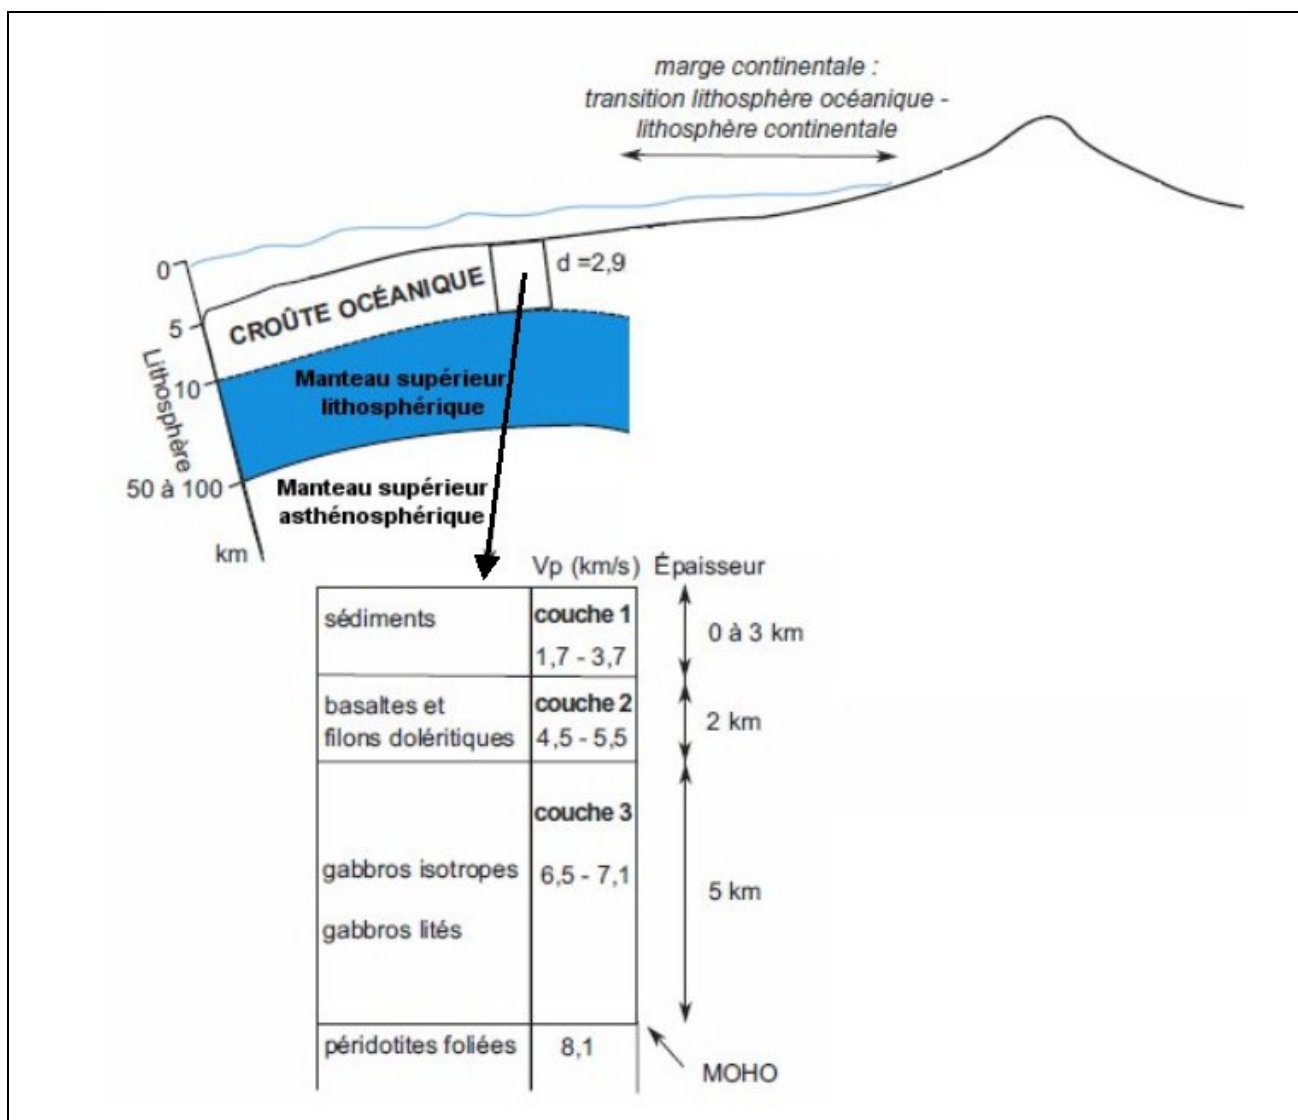 marge continentale :
transition lithosphère océanique -
lithosphère continentale
0
d =2,9
CROÛTE OCÉANIQUE
5
Lithosphère
10
Manteau supérieur
lithosphérique
50 à 100
Manteau supérieur
asthénosphérique
km
Vp (km/s) Épaisseur
sédiments
couche 1
1,7 - 3,7
0 à 3 km
basaltes et
filons doléritiques
couche 2
4,5 - 5,5
2 km
couche 3
gabbros isotropes
6,5 - 7,1
5 km
gabbros lités
péridotites foliées
8,1
MOHO